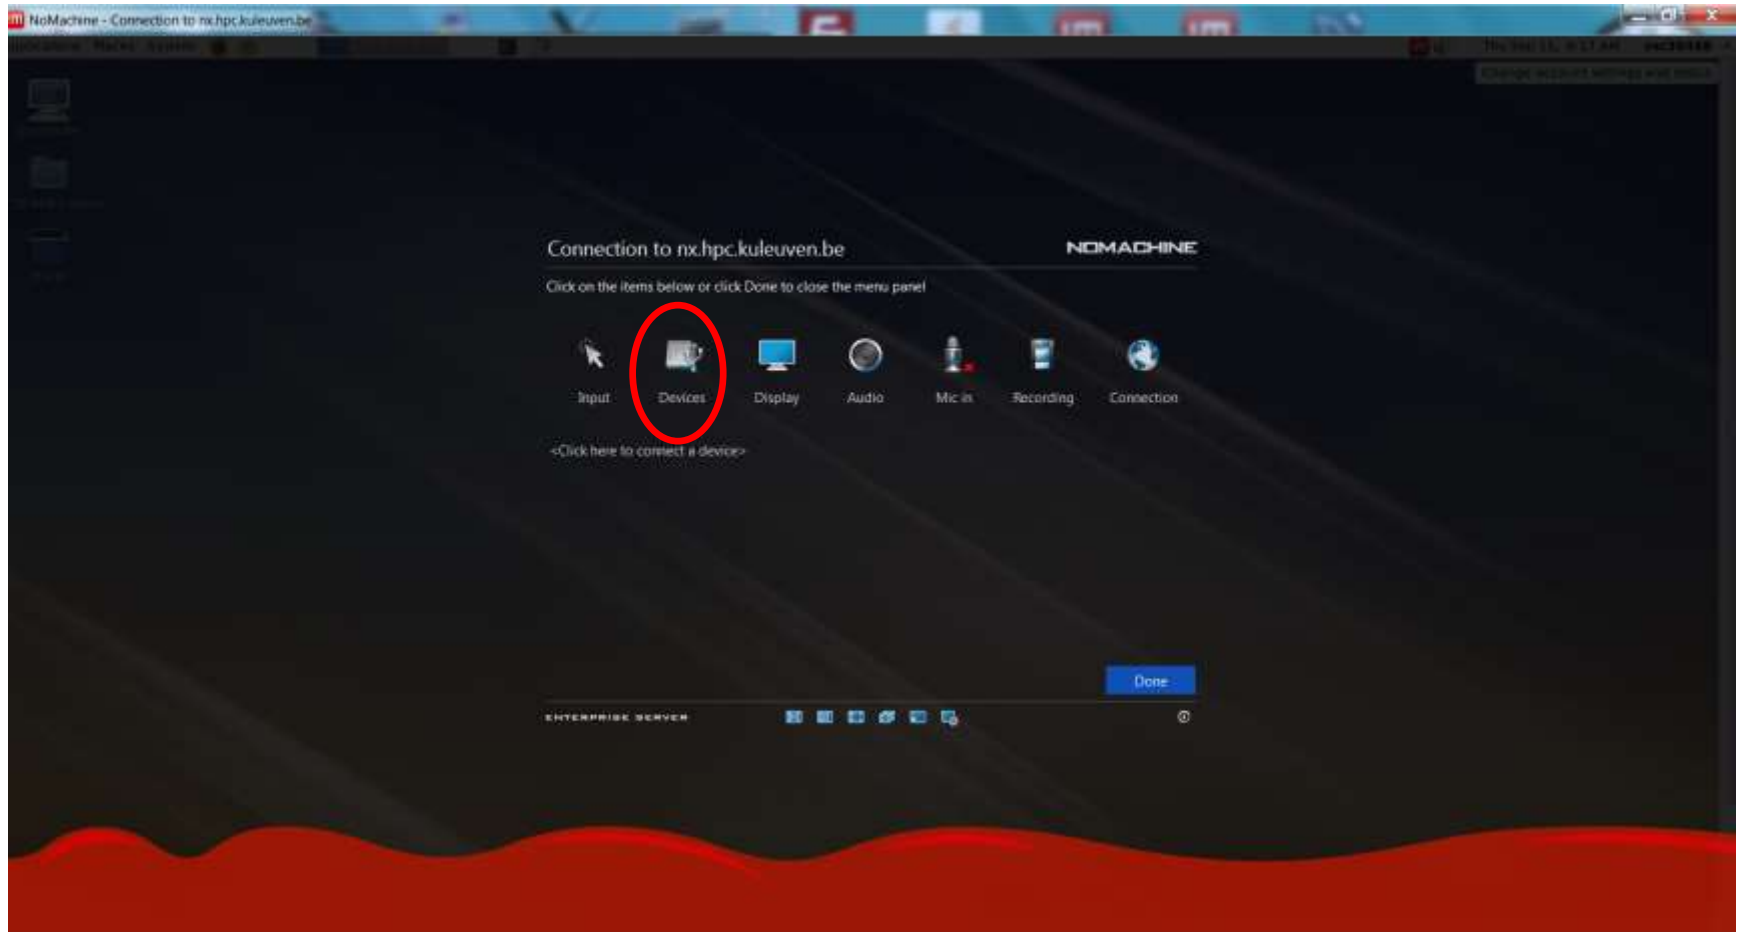 NoMachine - Connection to nx.hpc.kuleuven.be
Connection to nx.hpc.kuleuven.be
NOMACHINE
Click on the items below or click Done to close the menu panel
Input Devices Display Audio Mic in Recording Connection
<Click here to connect a device>
Done
ENTERPRISE SERVER